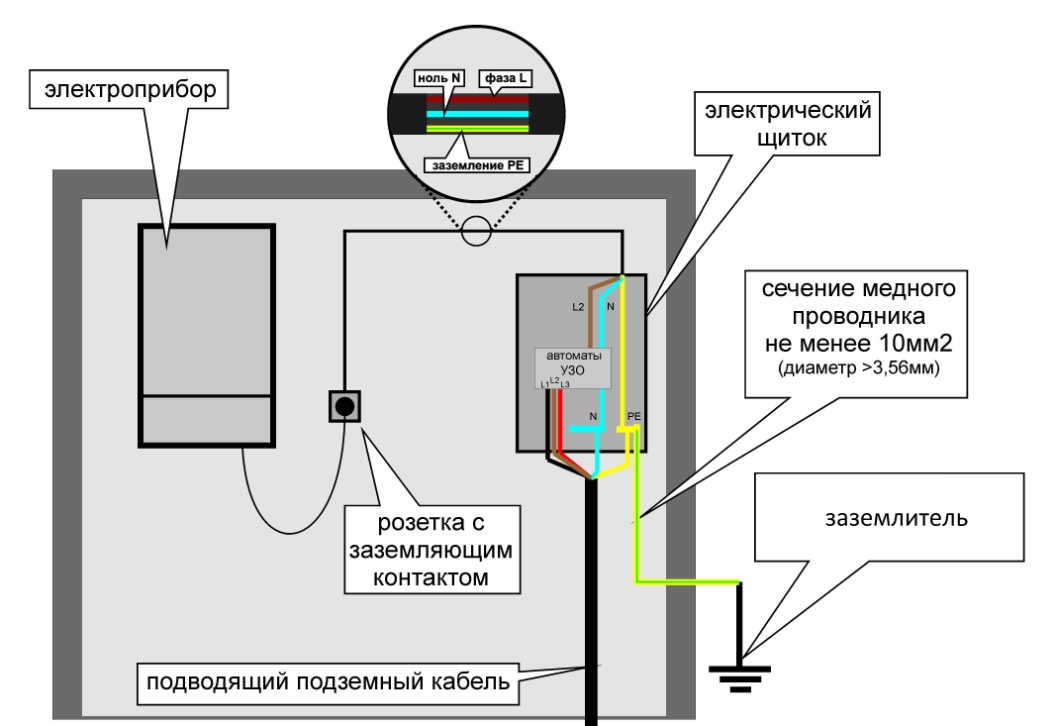 ноль N
фаза L
заземление PE
электроприбор
электрический
щиток
L2
N
автоматы
УЗО
L1 L2 L3
N
PE
сечение медного
проводника
не менее 10мм2
(диаметр >3,56мм)
розетка с
заземляющим
контактом
заземлитель
подводящий подземный кабель